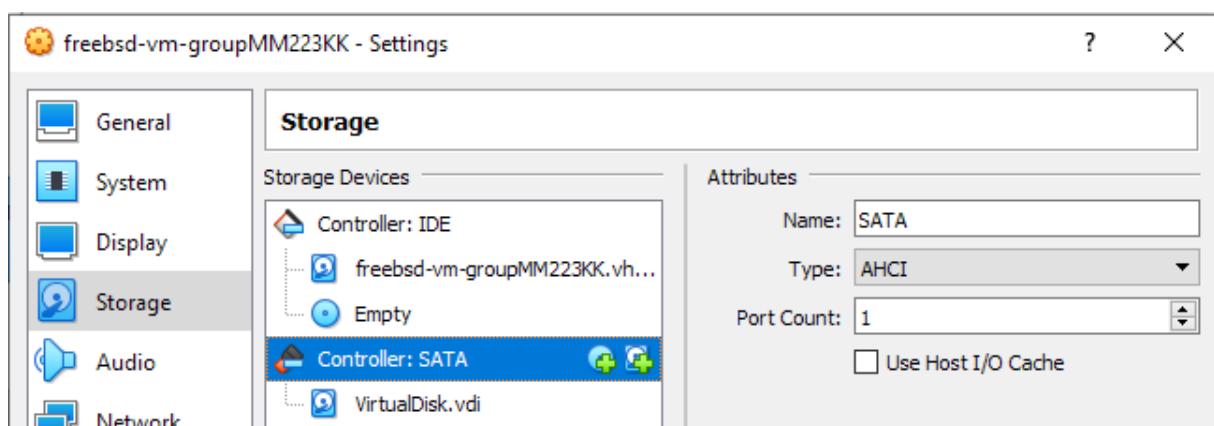 freebsd-vm-groupMM223KK - Settings ? ×
General
System
Display
Storage
Audio
Network
Storage
Storage Devices
Controller: IDE
freebsd-vm-groupMM223KK.vh...
Empty
Controller: SATA
VirtualDisk.vdi
Attributes
Name: SATA
Type: AHCI
Port Count: 1
Use Host I/O Cache